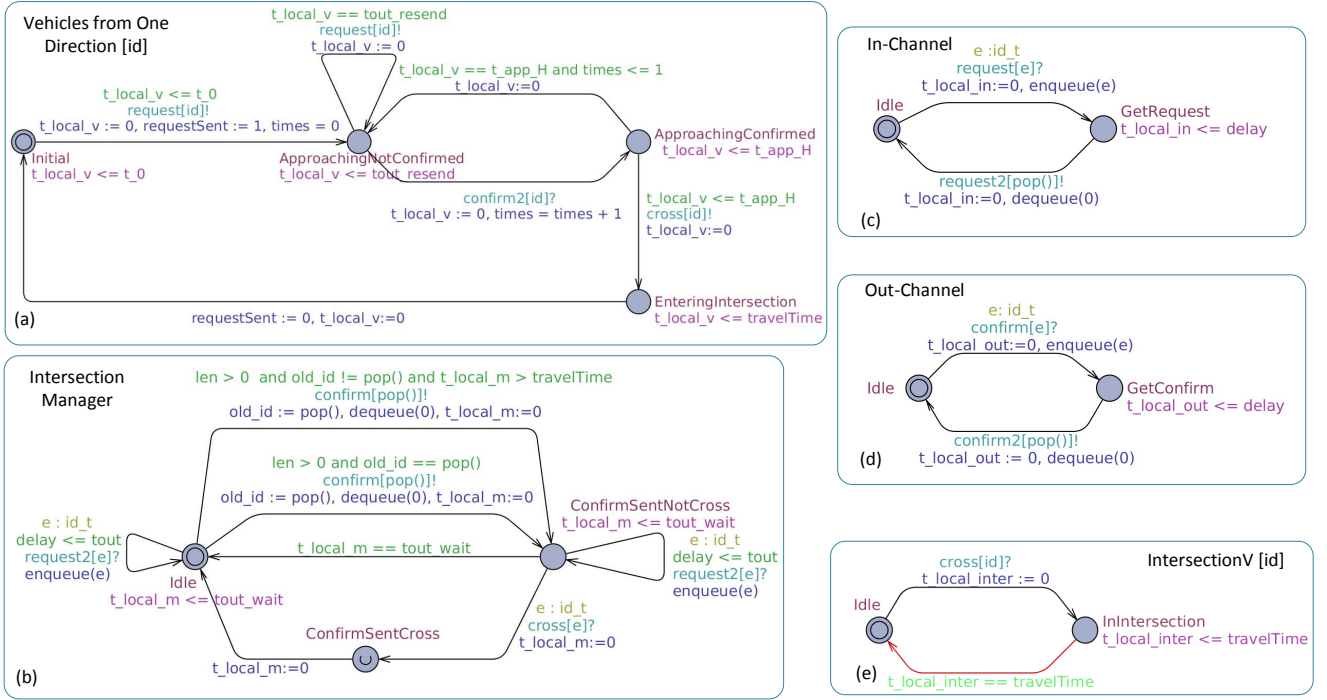 Vehicles from One
Direction [id]
t_local_v == tout_resend
request[id]!
t_local_v := 0
t_local_v <= t_0
request[id]!
t_local_v := 0, requestSent := 1, times = 0
t_local_v == t_app_H and times <= 1
t_local_v:=0
Initial
t_local_v <= t_0
ApproachingNotConfirmed
t_local_v <= tout_resend
ApproachingConfirmed
t_local_v <= t_app_H
confirm2[id]?
t_local_v := 0, times = times + 1
t_local_v <= t_app_H
cross[id]!
t_local_v:=0
EnteringIntersection
t_local_v <= travelTime
requestSent := 0, t_local_v:=0
(a)
Intersection
Manager
len > 0 and old_id != pop() and t_local_m > travelTime
confirm[pop()]!
old_id := pop(), dequeue(0), t_local_m:=0
len > 0 and old_id == pop()
confirm[pop()]!
old_id := pop(), dequeue(0), t_local_m:=0
ConfirmSentNotCross
t_local_m <= tout_wait
e : id_t
delay <= tout
request2[e]?
enqueue(e)
t_local_m == tout_wait
e : id_t
delay <= tout
request2[e]?
enqueue(e)
Idle
t_local_m <= tout_wait
e : id_t
cross[e]?
t_local_m:=0
ConfirmSentCross
t_local_m:=0
(b)
In-Channel
e :id_t
request[e]?
t_local_in:=0, enqueue(e)
Idle
GetRequest
t_local_in <= delay
request2[pop()]!
t_local_in:=0, dequeue(0)
(c)
Out-Channel
e: id_t
confirm[e]?
t_local_out:=0, enqueue(e)
Idle
GetConfirm
t_local_out <= delay
confirm2[pop()]!
t_local_out := 0, dequeue(0)
(d)
IntersectionV [id]
cross[id]?
t_local_inter := 0
Idle
InIntersection
t_local_inter <= travelTime
t_local_inter == travelTime
(e)